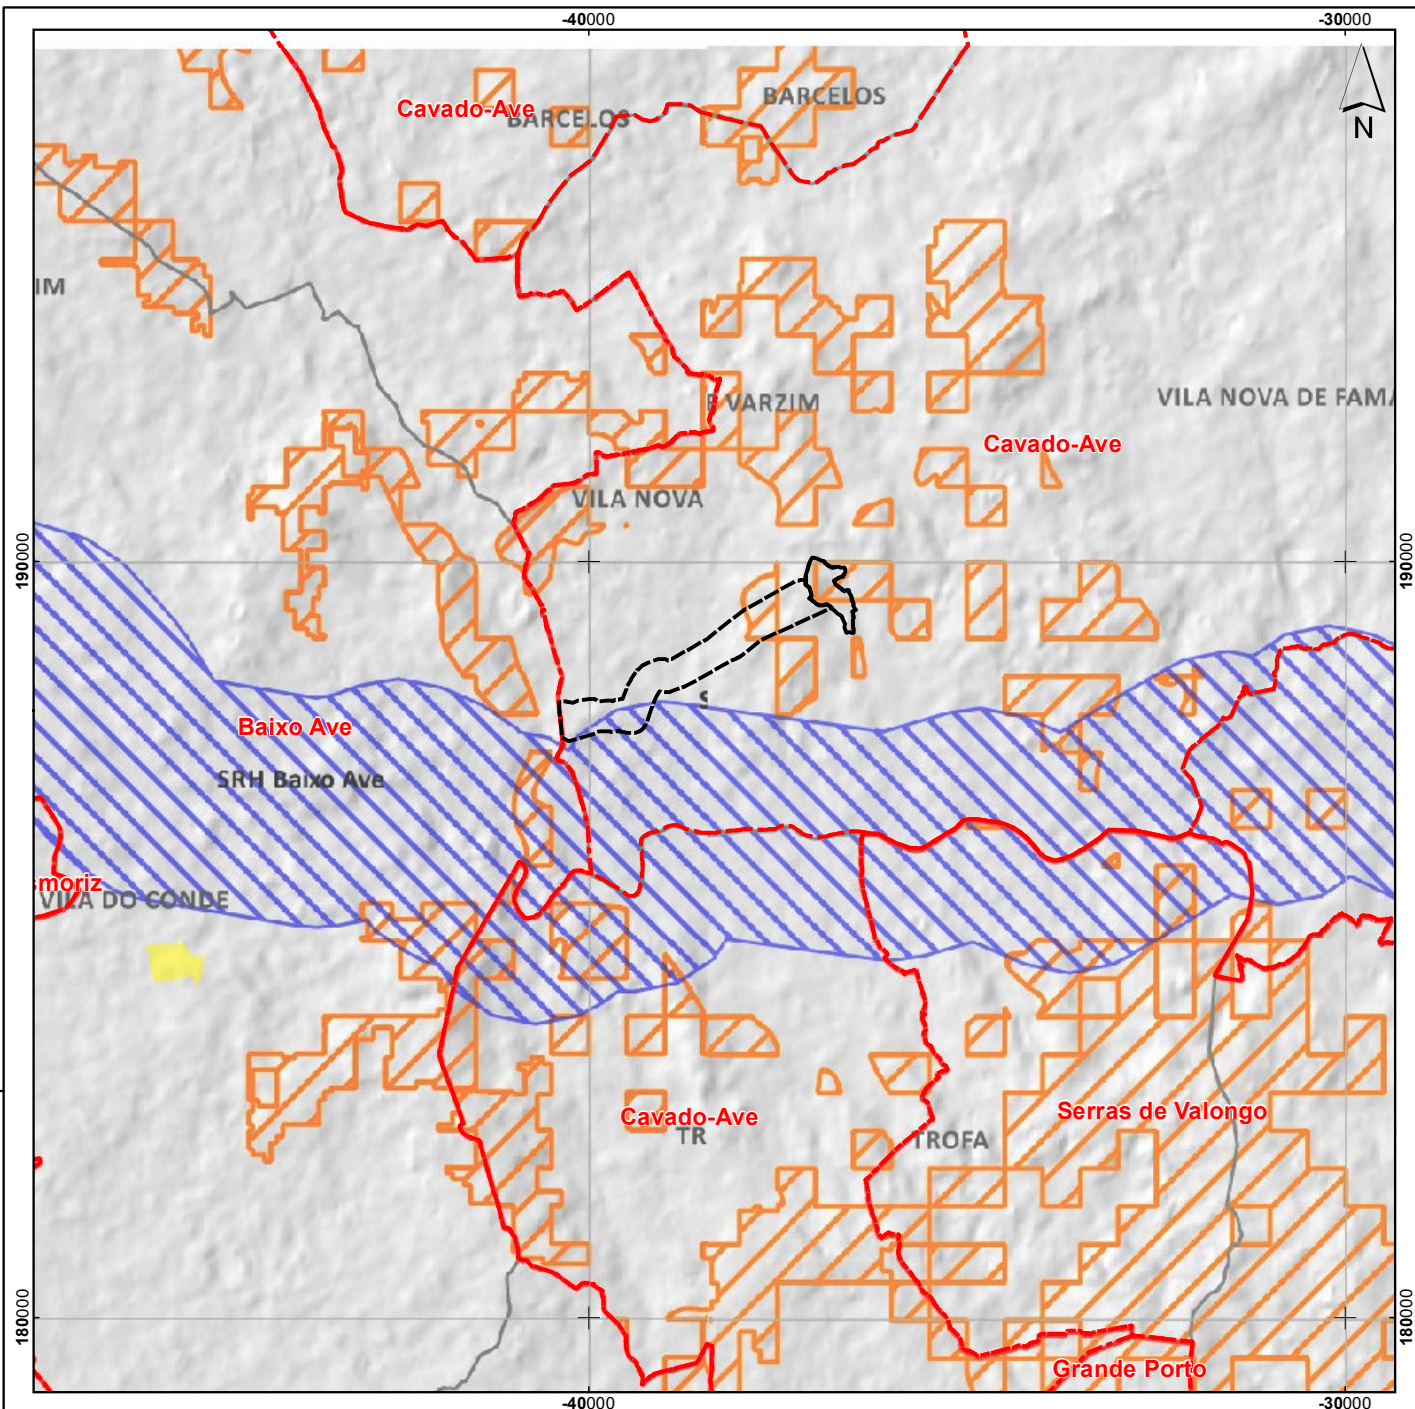 -40000
-30000
BARCELOS
Cavado-Ave
BARCELOS
N
IM
E VARZIM
VILA NOVA DE FAMA
Cavado-Ave
VILA NOVA
190000
190000
S
Baixo Ave
SRH Baixo Ave
smoriz
VILA DO CONDE
Cavado-Ave
Serras de Valongo
TR
TROFA
180000
180000
Grande Porto
-40000
-30000